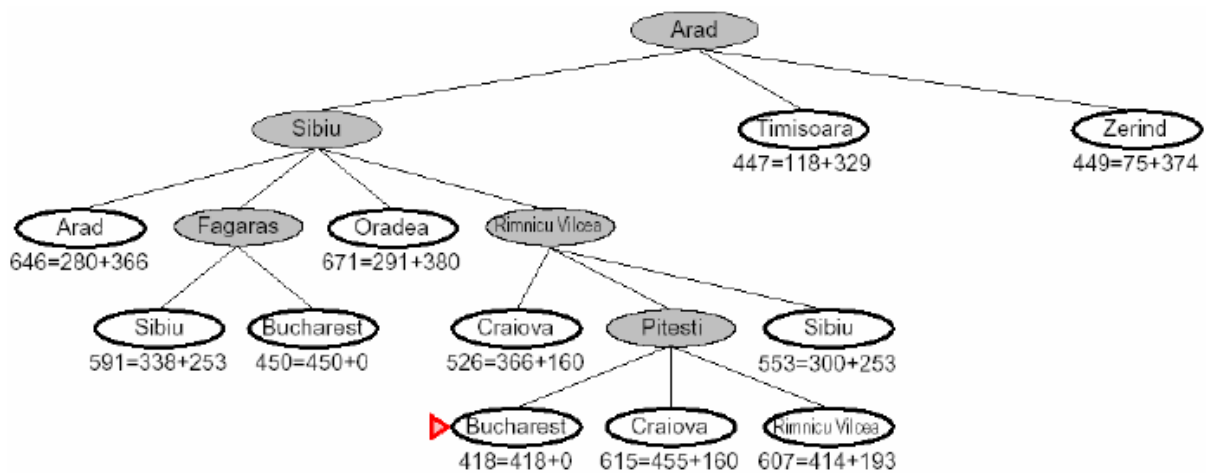 Arad
Sibiu
Timisoara
Zerind
447=118+329
449=75+374
Arad
Fagaras
Oradea
Rimnicu Vilcea
646=280+366
671=291+380
Sibiu
Bucharest
Craiova
Pitesti
Sibiu
591=338+253
450=450+0
526=366+160
553=300+253
Bucharest
Craiova
Rimnicu Vilcea
418=418+0
615=455+160
607=414+193